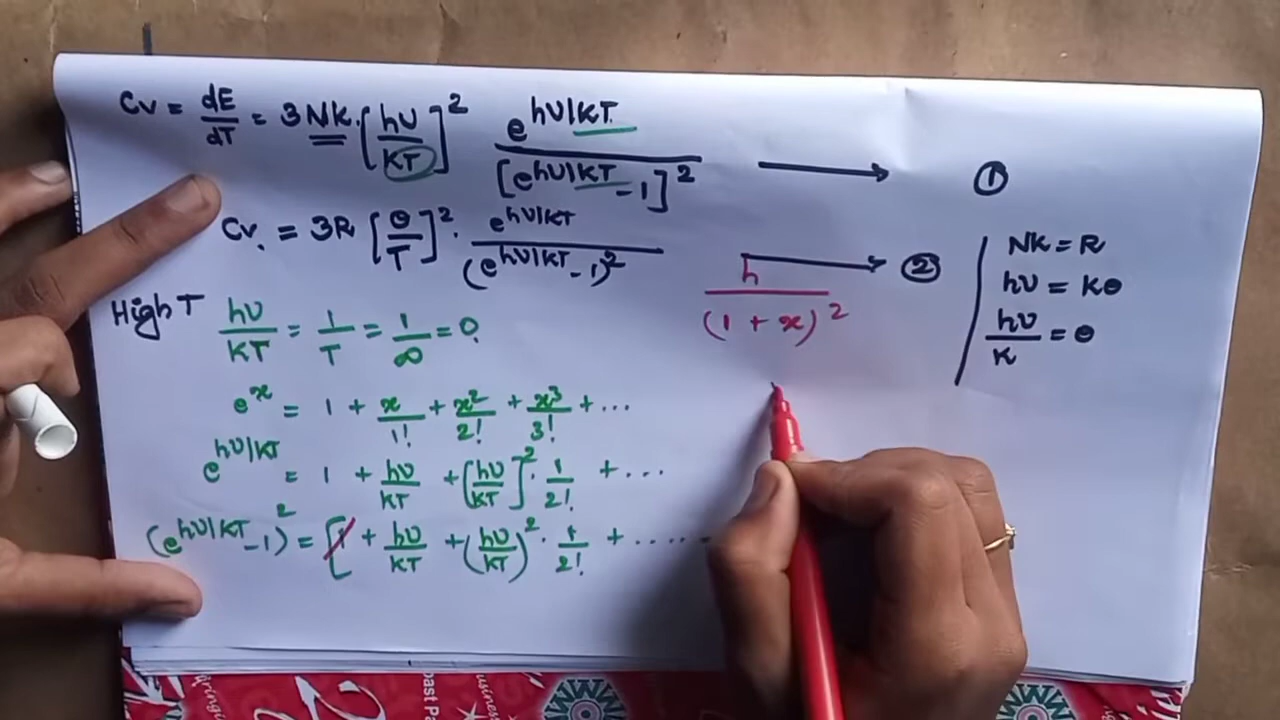 Cv = dE/dT = 3Nk. [hυ/kT]² e^hυ/kT / [e^hυ/kT - 1]² → ①
Cv. = 3R [θ/T]². e^hυ/kT / (e^hυ/kT - 1)² → ②
NK = R
hυ = kθ
hυ/k = θ
h / (1 + x)²
High T hυ/kT = 1/T = 1/∞ = 0.
e^x = 1 + x/1! + x²/2! + x³/3! + ...
e^hυ/kT = 1 + hυ/kT + [hυ/kT]². 1/2! + ...
(e^hυ/kT - 1)² = [1 + hυ/kT + (hυ/kT)². 1/2! + ......